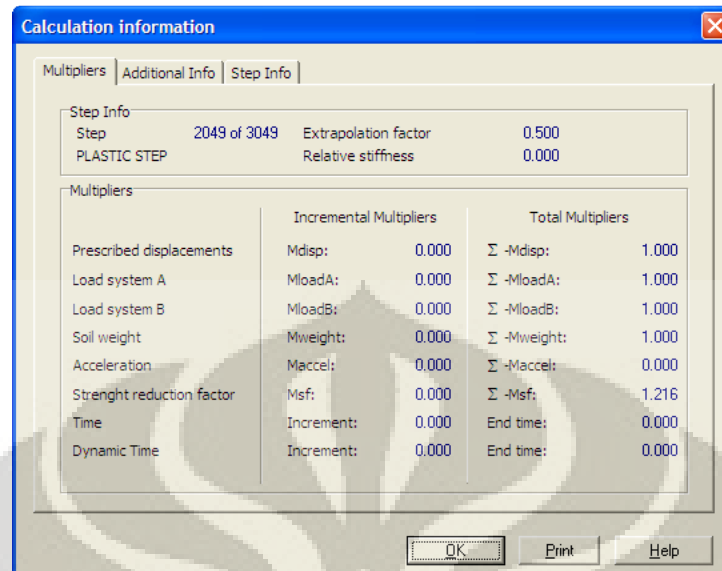 Calculation information
Multipliers Additional Info Step Info
Step Info
Step 2049 of 3049 Extrapolation factor 0.500
PLASTIC STEP Relative stiffness 0.000
Multipliers
Incremental Multipliers Total Multipliers
Prescribed displacements Mdisp: 0.000 Σ -Mdisp: 1.000
Load system A MloadA: 0.000 Σ -MloadA: 1.000
Load system B MloadB: 0.000 Σ -MloadB: 1.000
Soil weight Mweight: 0.000 Σ -Mweight: 1.000
Acceleration Maccel: 0.000 Σ -Maccel: 0.000
Strenght reduction factor Msf: 0.000 Σ -Msf: 1.216
Time Increment: 0.000 End time: 0.000
Dynamic Time Increment: 0.000 End time: 0.000
OK Print Help